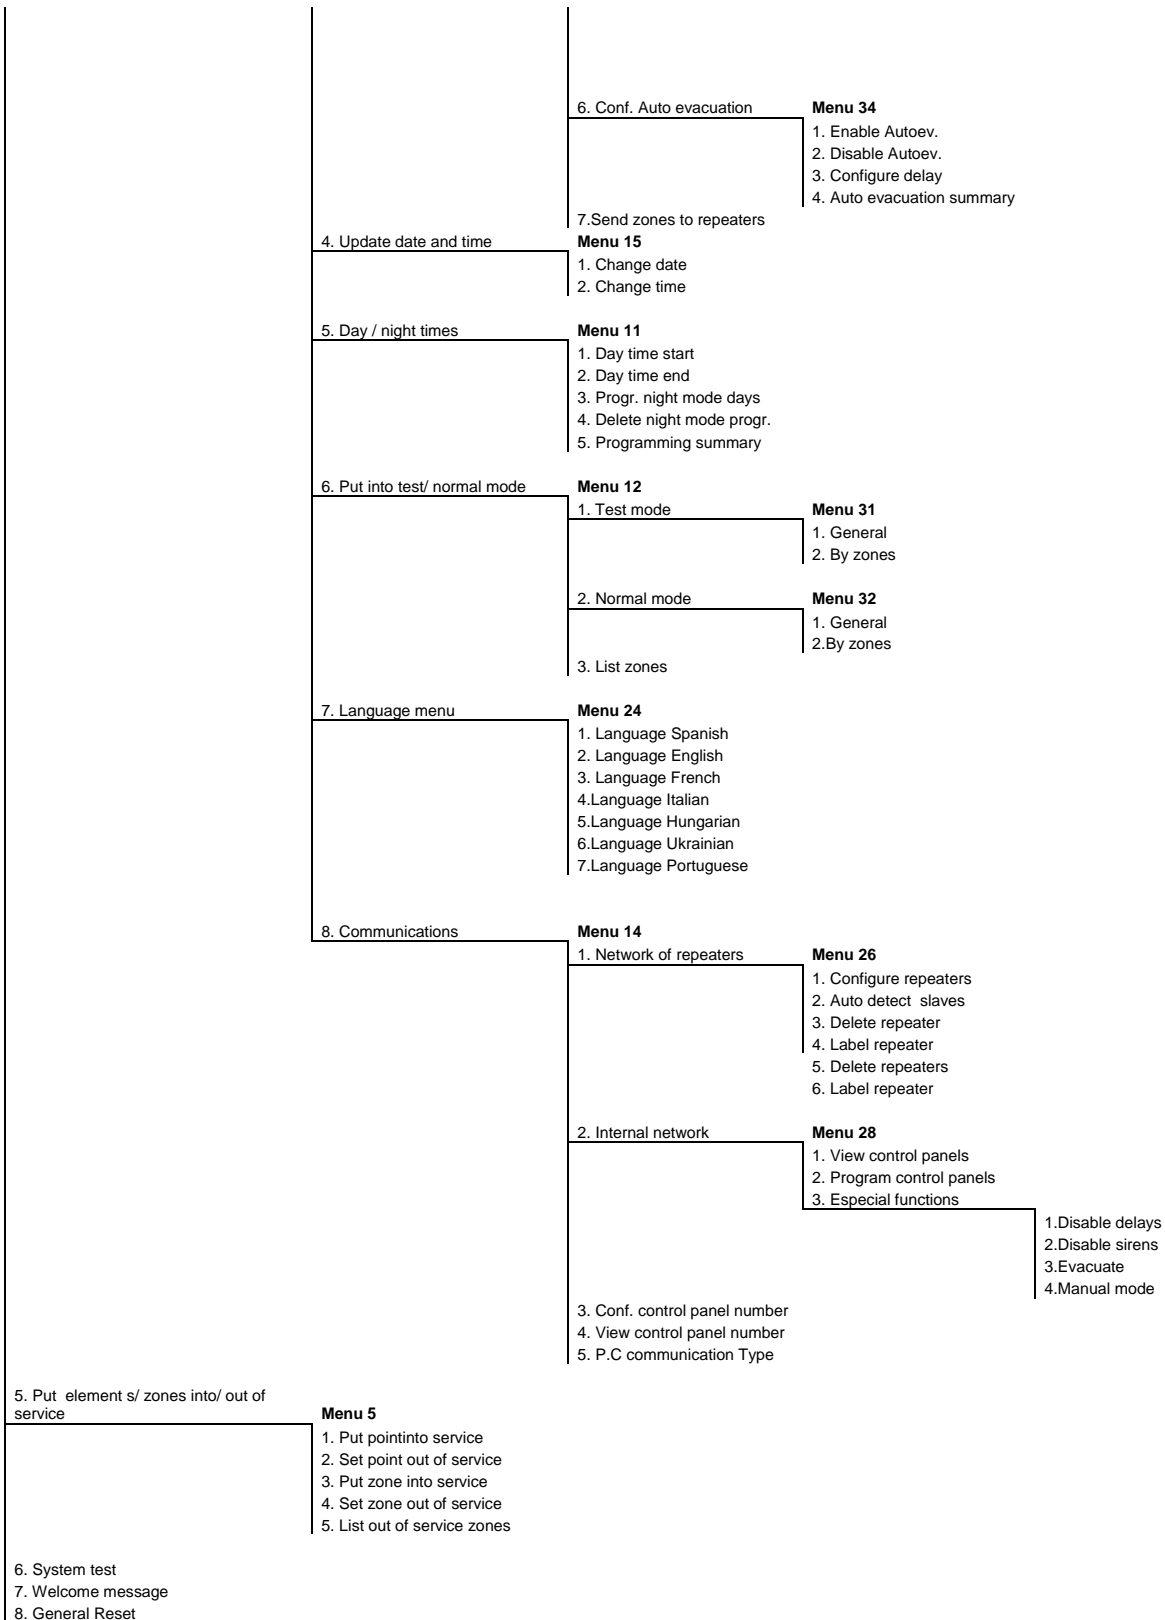 6. Conf. Auto evacuation
Menu 34
1. Enable Autoev.
2. Disable Autoev.
3. Configure delay
4. Auto evacuation summary
7.Send zones to repeaters
4. Update date and time
Menu 15
1. Change date
2. Change time
5. Day / night times
Menu 11
1. Day time start
2. Day time end
3. Progr. night mode days
4. Delete night mode progr.
5. Programming summary
6. Put into test/ normal mode
Menu 12
1. Test mode
Menu 31
1. General
2. By zones
2. Normal mode
Menu 32
1. General
2.By zones
3. List zones
7. Language menu
Menu 24
1. Language Spanish
2. Language English
3. Language French
4.Language Italian
5.Language Hungarian
6.Language Ukrainian
7.Language Portuguese
8. Communications
Menu 14
1. Network of repeaters
Menu 26
1. Configure repeaters
2. Auto detect  slaves
3. Delete repeater
4. Label repeater
5. Delete repeaters
6. Label repeater
2. Internal network
Menu 28
1. View control panels
2. Program control panels
3. Especial functions
1.Disable delays
2.Disable sirens
3.Evacuate
4.Manual mode
3. Conf. control panel number
4. View control panel number
5. P.C communication Type
5. Put  element s/ zones into/ out of
service
Menu 5
1. Put pointinto service
2. Set point out of service
3. Put zone into service
4. Set zone out of service
5. List out of service zones
6. System test
7. Welcome message
8. General Reset